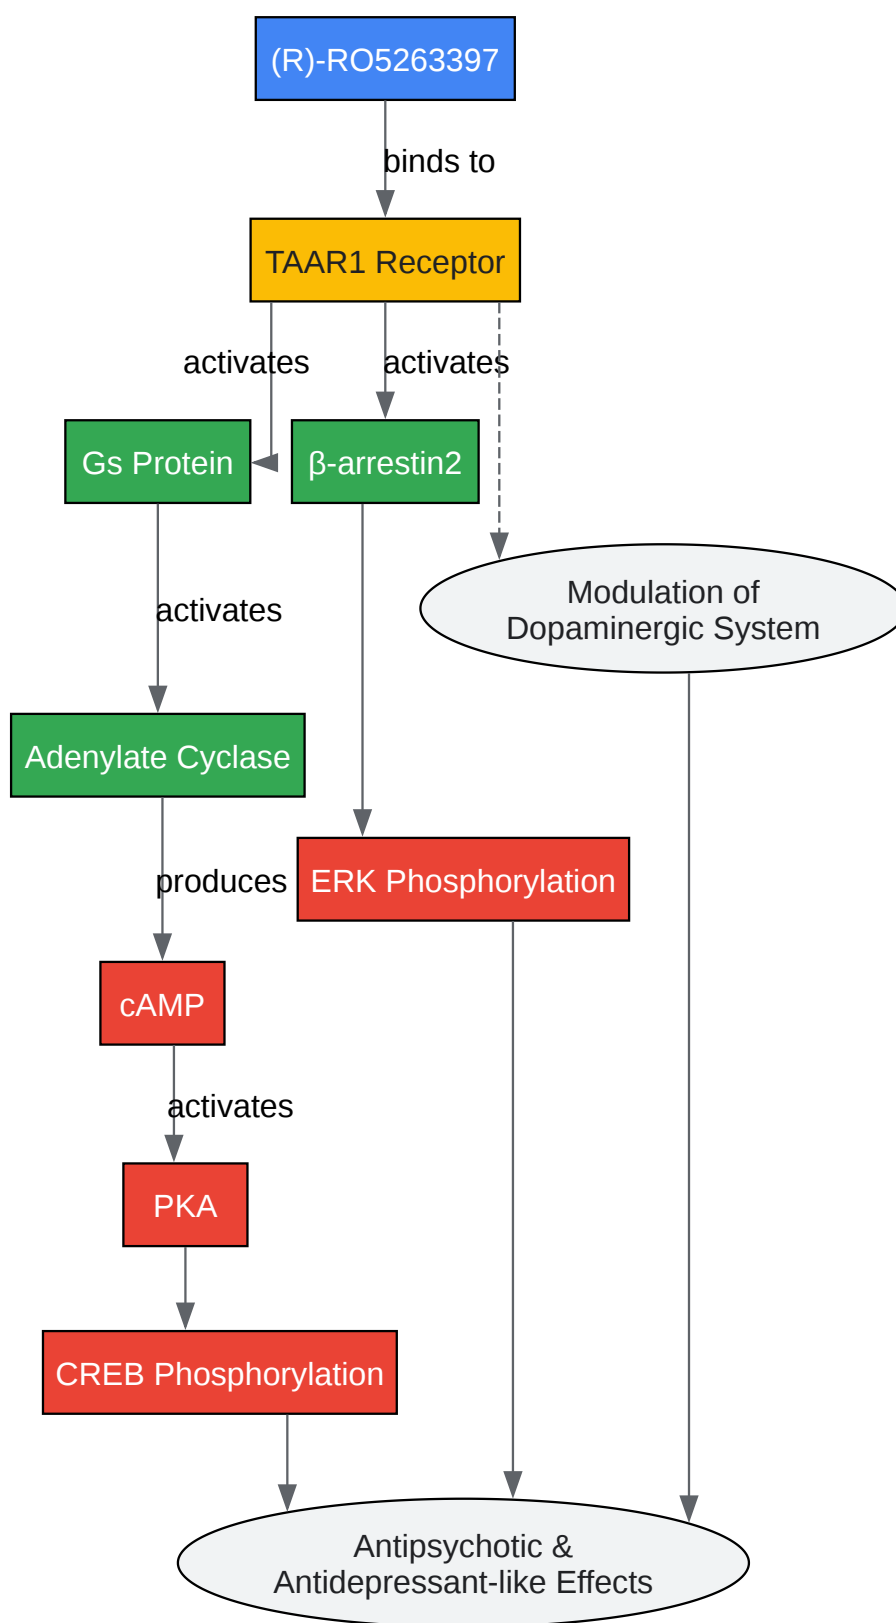 (R)-RO5263397
binds to
TAAR1 Receptor
activates
activates
Gs Protein
β-arrestin2
Modulation of
Dopaminergic System
activates
Adenylate Cyclase
produces
ERK Phosphorylation
cAMP
activates
PKA
CREB Phosphorylation
Antipsychotic &
Antidepressant-like Effects